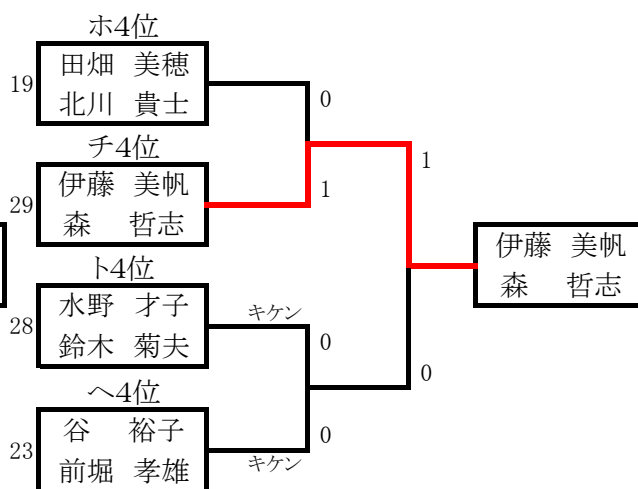 ホ4位
19
田畑 美穂
北川 貴士
0
チ4位
1
29
伊藤 美帆
森 哲志
1
伊藤 美帆
森 哲志
ト4位
28
水野 才子
鈴木 菊夫
キケン
0
0
ヘ4位
23
谷 裕子
前堀 孝雄
0
キケン